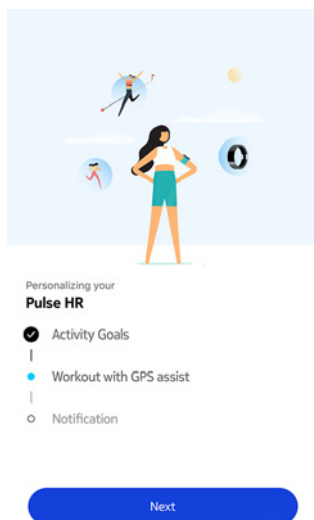 Personalizing your
Pulse HR
Activity Goals
Workout with GPS assist
Notification
Next